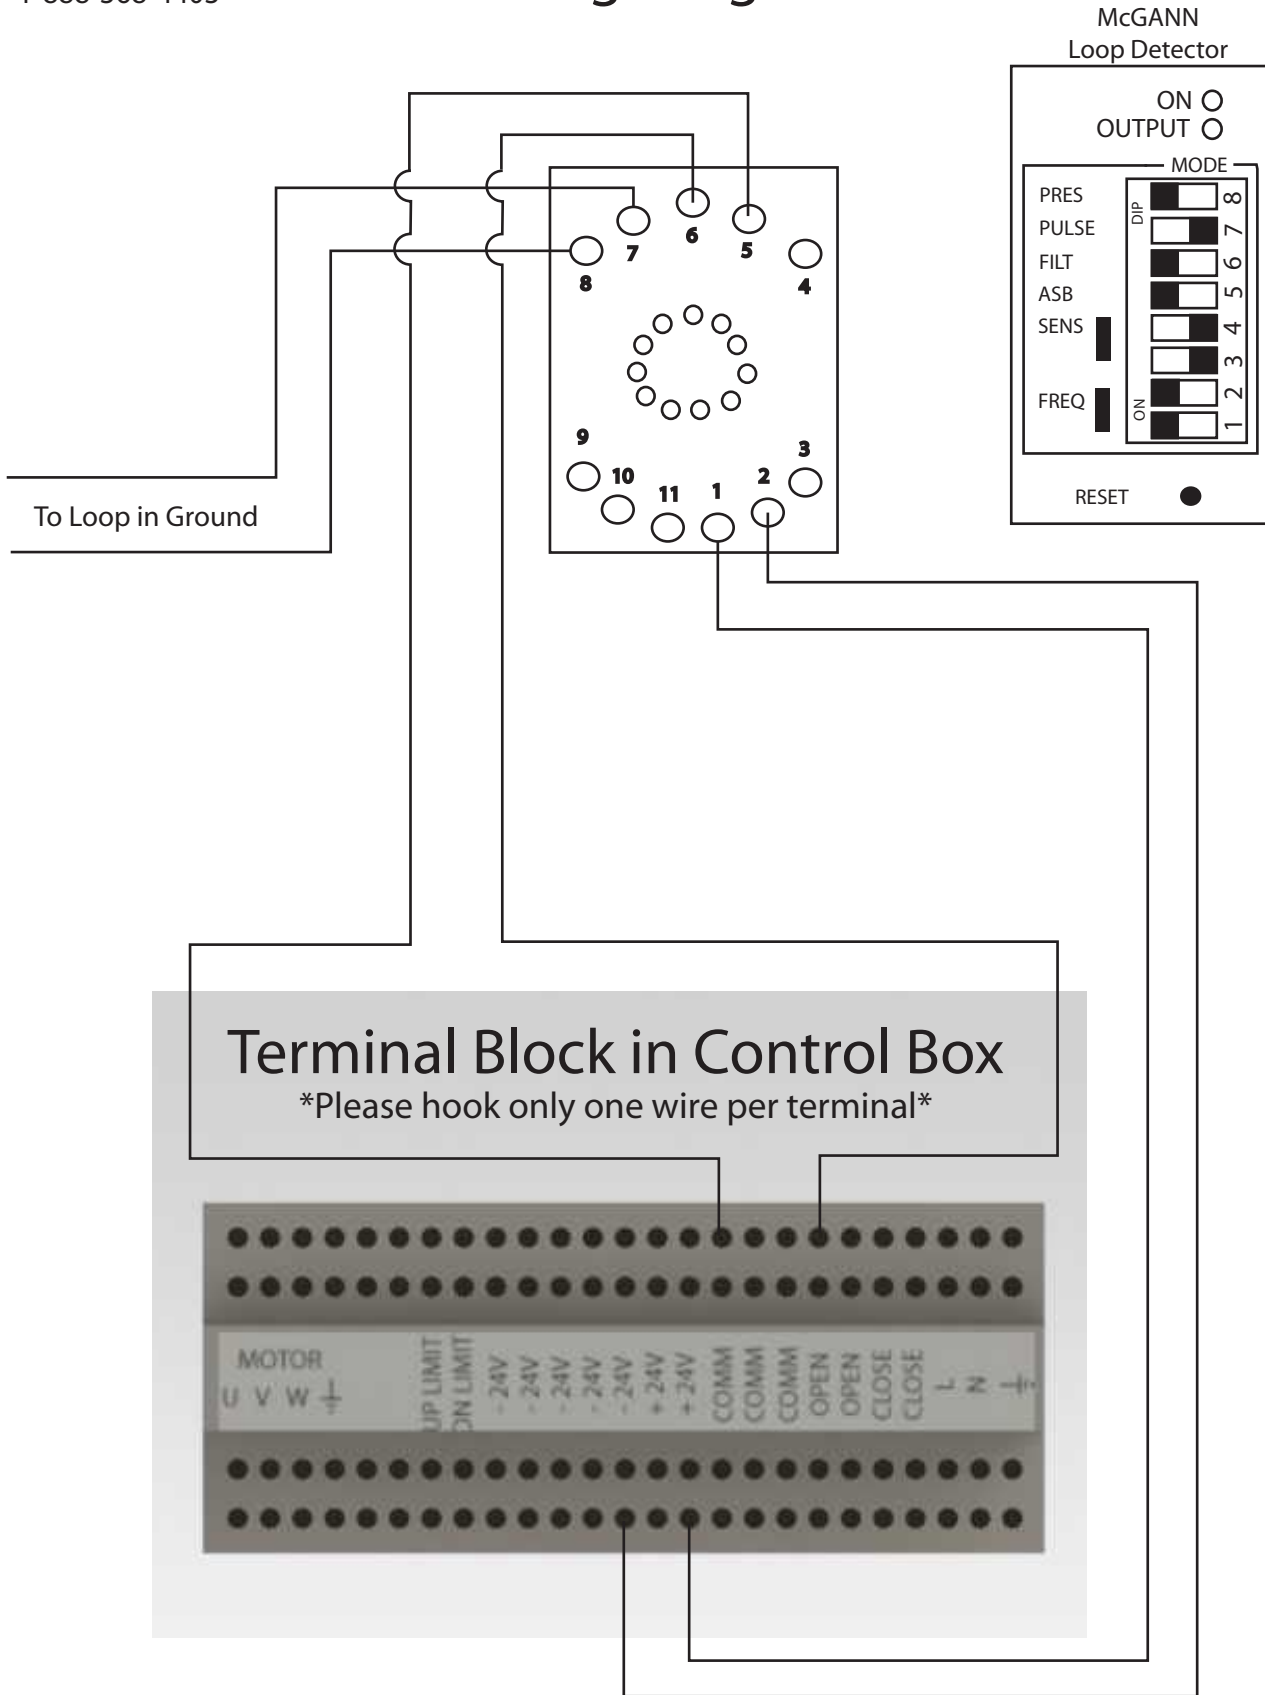 McGANN
Loop Detector
ON
OUTPUT
MODE
PRES
PULSE
FILT
ASB
SENS
FREQ
DIP
ON
8
7
6
5
4
3
2
1
RESET
7
6
5
8
4
9
10
11
1
2
3
To Loop in Ground
Terminal Block in Control Box
*Please hook only one wire per terminal*
MOTOR
U V W
UP LIMIT
ON LIMIT
- 24V
- 24V
- 24V
- 24V
- 24V
+ 24V
+ 24V
COMM
COMM
COMM
OPEN
OPEN
CLOSE
CLOSE
L
N